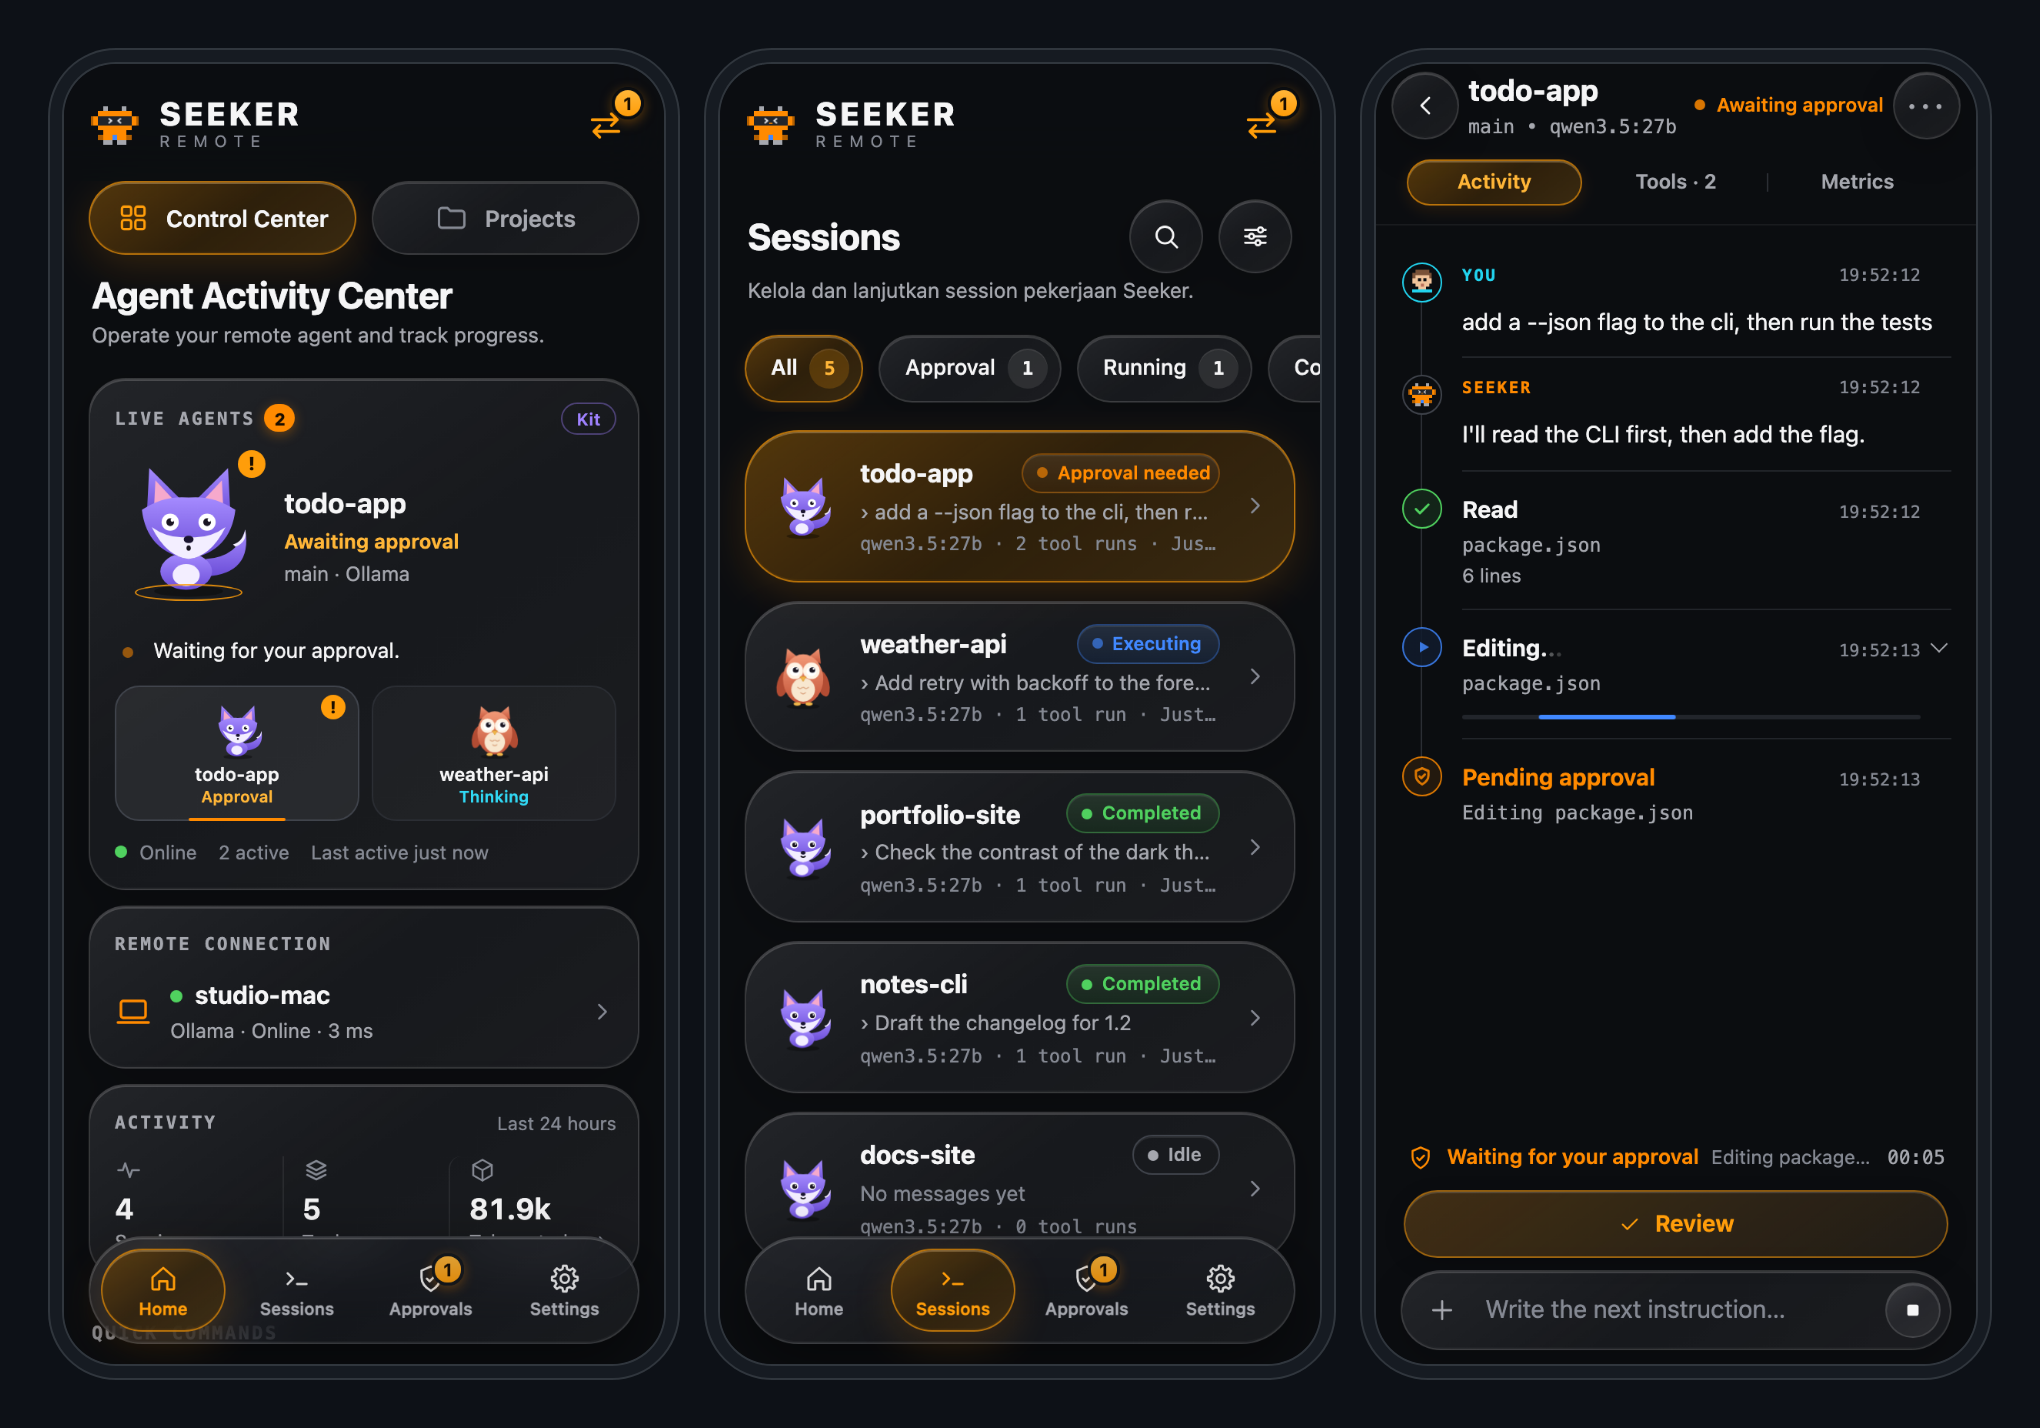 SEEKER
REMOTE
1
Control Center
Projects
Agent Activity Center
Operate your remote agent and track progress.
LIVE AGENTS 2
Kit
!
todo-app
Awaiting approval
main · Ollama
Waiting for your approval.
!
todo-app
Approval
weather-api
Thinking
Online 2 active Last active just now
REMOTE CONNECTION
studio-mac
Ollama · Online · 3 ms
ACTIVITY
Last 24 hours
4
5
81.9k
Home
Sessions
1
Approvals
Settings
QUICK COMMANDS
SEEKER
REMOTE
1
Sessions
Kelola dan lanjutkan session pekerjaan Seeker.
All 5
Approval 1
Running 1
Co
todo-app
Approval needed
› add a --json flag to the cli, then r...
qwen3.5:27b · 2 tool runs · Jus…
weather-api
Executing
› Add retry with backoff to the fore...
qwen3.5:27b · 1 tool run · Just…
portfolio-site
Completed
› Check the contrast of the dark th...
qwen3.5:27b · 1 tool run · Just…
notes-cli
Completed
› Draft the changelog for 1.2
qwen3.5:27b · 1 tool run · Just…
docs-site
Idle
No messages yet
qwen3.5:27b · 0 tool runs
Home
Sessions
1
Approvals
Settings
todo-app
main • qwen3.5:27b
Awaiting approval
Activity
Tools · 2
Metrics
YOU
19:52:12
add a --json flag to the cli, then run the tests
SEEKER
19:52:12
I'll read the CLI first, then add the flag.
Read
19:52:12
package.json
6 lines
Editing...
19:52:13
package.json
Pending approval
19:52:13
Editing package.json
Waiting for your approval Editing package... 00:05
Review
Write the next instruction...